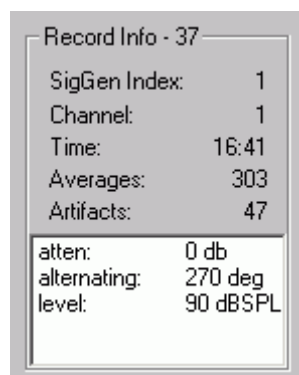 Record Info - 37
SigGen Index: 1
Channel: 1
Time: 16:41
Averages: 303
Artifacts: 47
atten: 0 db
alternating: 270 deg
level: 90 dBSPL